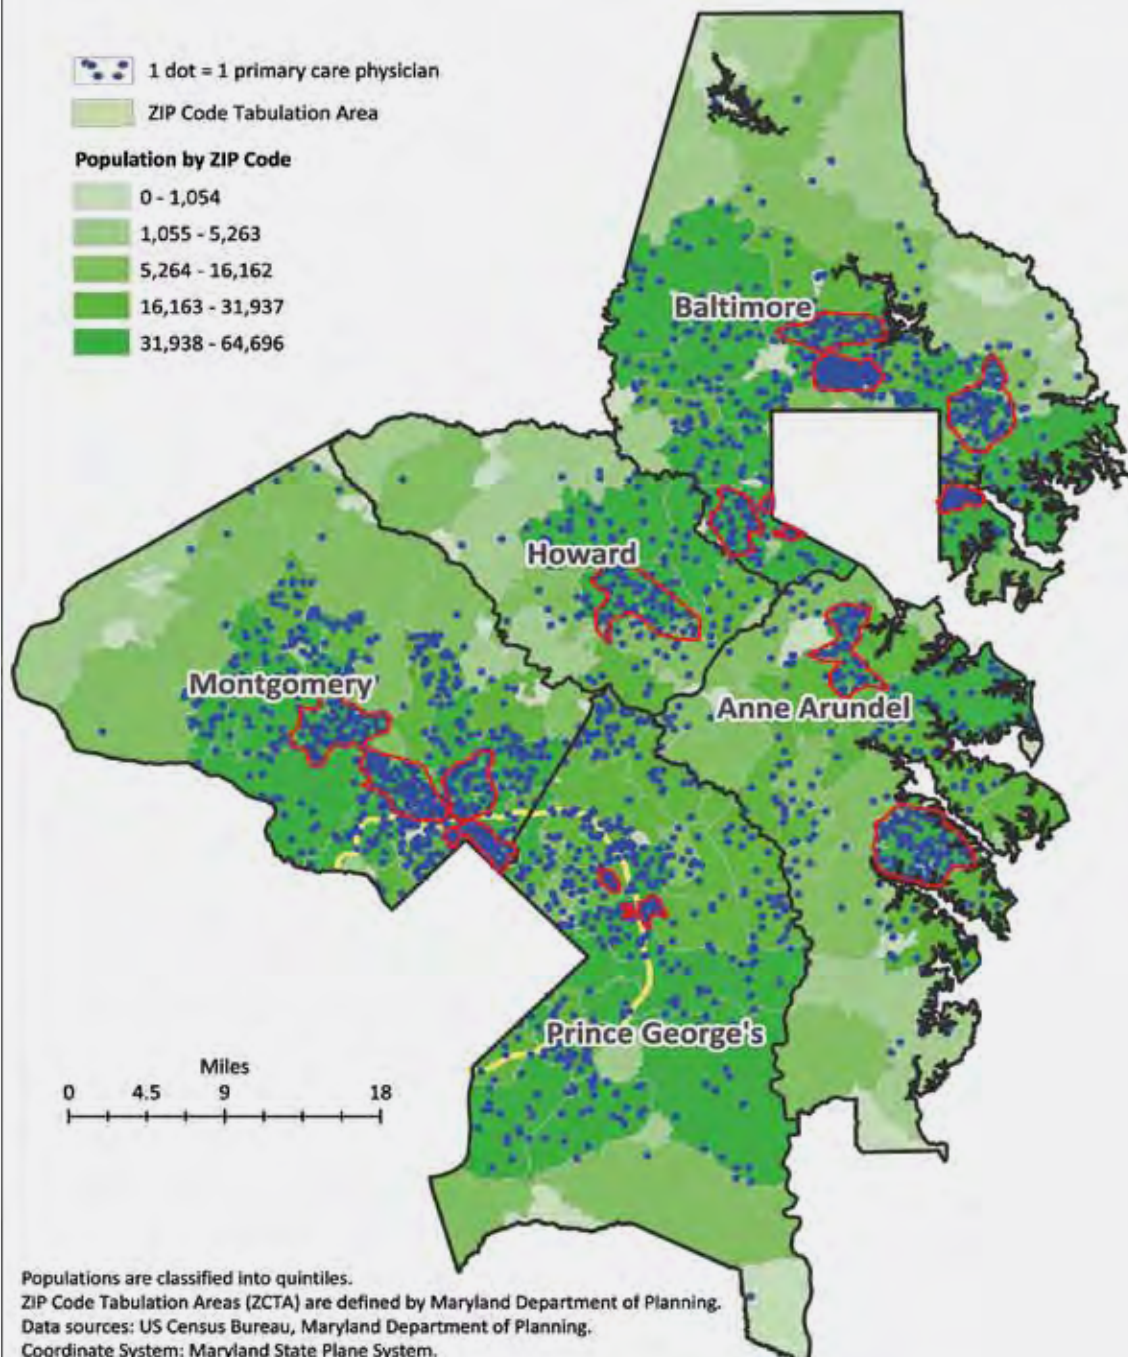 1 dot = 1 primary care physician
ZIP Code Tabulation Area
Population by ZIP Code
0 - 1,054
1,055 - 5,263
5,264 - 16,162
16,163 - 31,937
31,938 - 64,696
Baltimore
Howard
Montgomery
Anne Arundel
Prince George's
Miles
0 4.5 9 18
Populations are classified into quintiles.
ZIP Code Tabulation Areas (ZCTA) are defined by Maryland Department of Planning.
Data sources: US Census Bureau, Maryland Department of Planning.
Coordinate System: Maryland State Plane System.